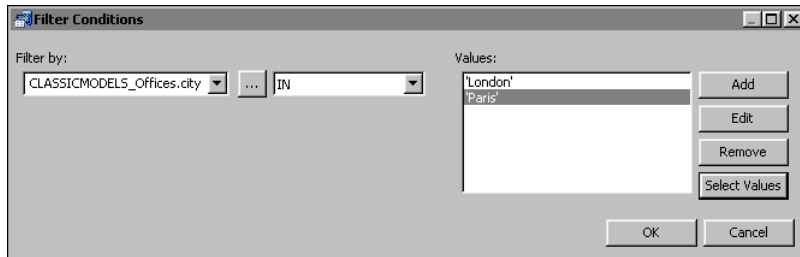 Filter Conditions
Filter by:
CLASSICMODELS_Offices.city ... IN
Values:
'London'
'Paris'
Add
Edit
Remove
Select Values
OK Cancel